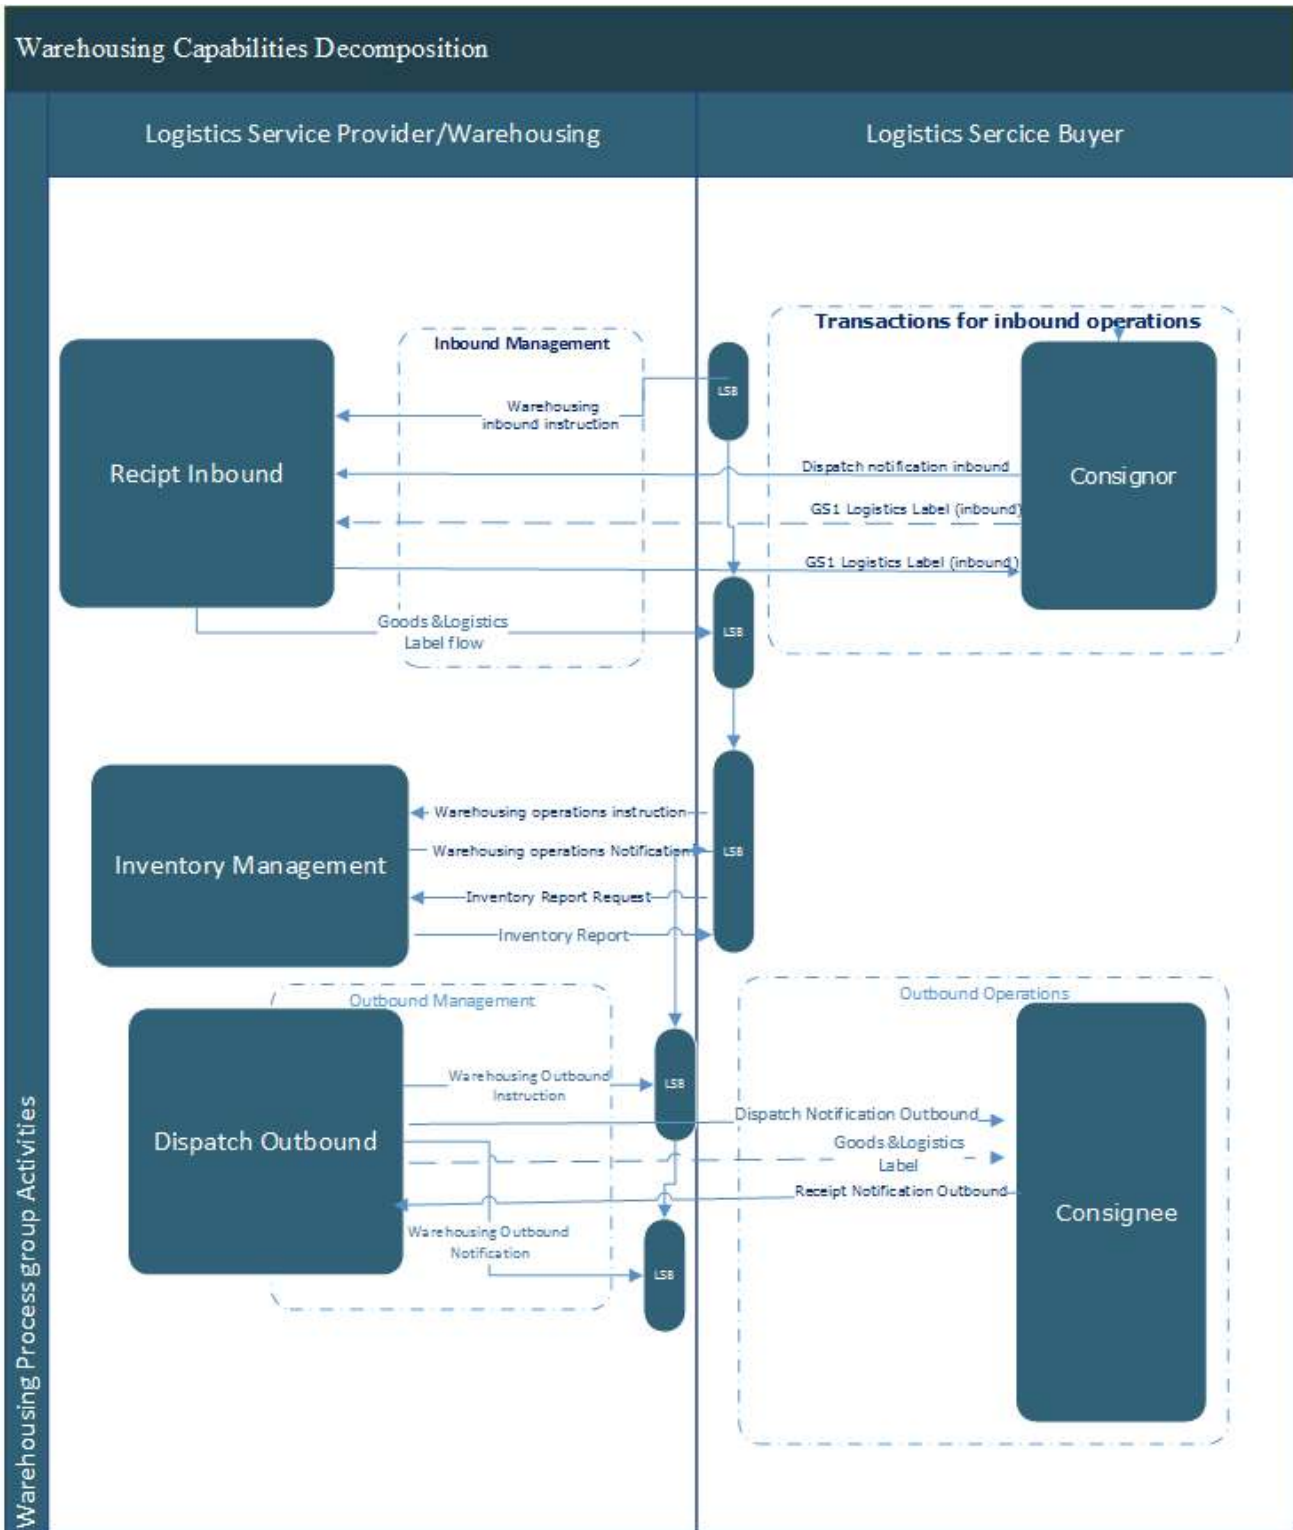 Warehousing Capabilities Decomposition
Logistics Service Provider/Warehousing
Logistics Sercice Buyer
Warehousing Process group Activities
Transactions for inbound operations
Inbound Management
LSB
Warehousing
inbound instruction
Recipt Inbound
Dispatch notification inbound
Consignor
GS1 Logistics Label (inbound)
GS1 Logistics Label (inbound)
Goods &Logistics
Label flow
LSB
Warehousing operations instruction
Warehousing operations Notification
LSB
Inventory Management
Inventory Report Request
Inventory Report
Outbound Management
Outbound Operations
Warehousing Outbound
Instruction
LSB
Dispatch Notification Outbound
Dispatch Outbound
Goods &Logistics
Label
Receipt Notification Outbound
Consignee
Warehousing Outbound
Notification
LSB